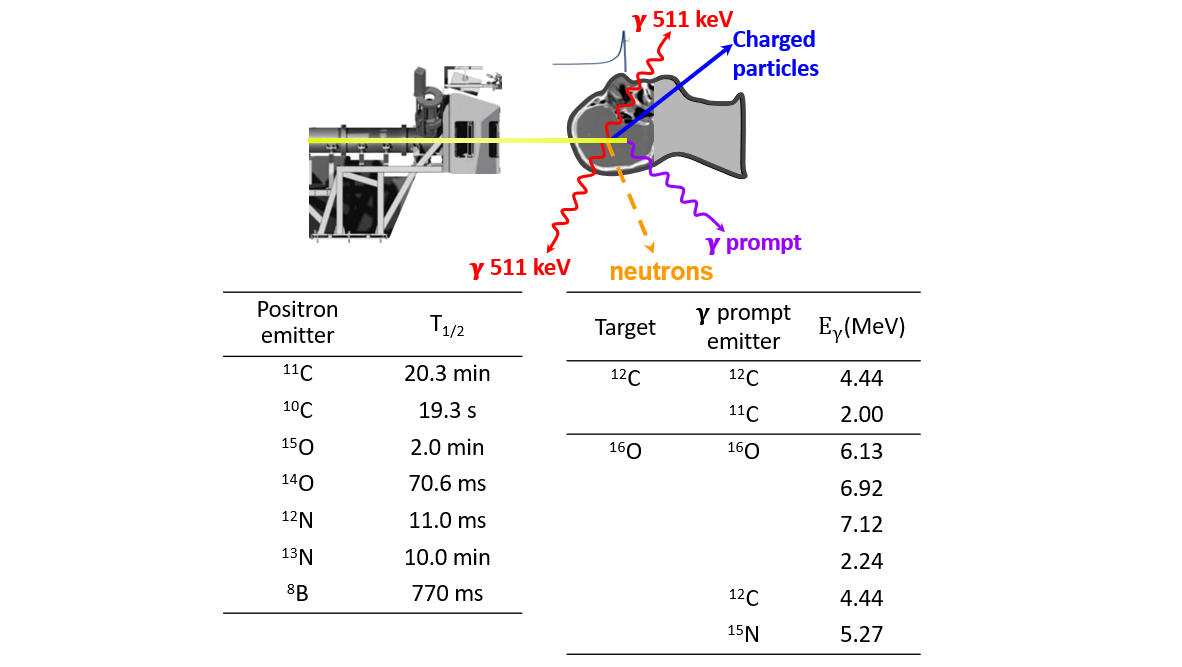 γ 511 keV
Charged
particles
γ prompt
γ 511 keV
neutrons
Positron
emitter
T1/2
11C 20.3 min
10C 19.3 s
15O 2.0 min
14O 70.6 ms
12N 11.0 ms
13N 10.0 min
8B 770 ms
Target
γ prompt
emitter
Eγ(MeV)
12C 12C 4.44
11C 2.00
16O 16O 6.13
6.92
7.12
2.24
12C 4.44
15N 5.27